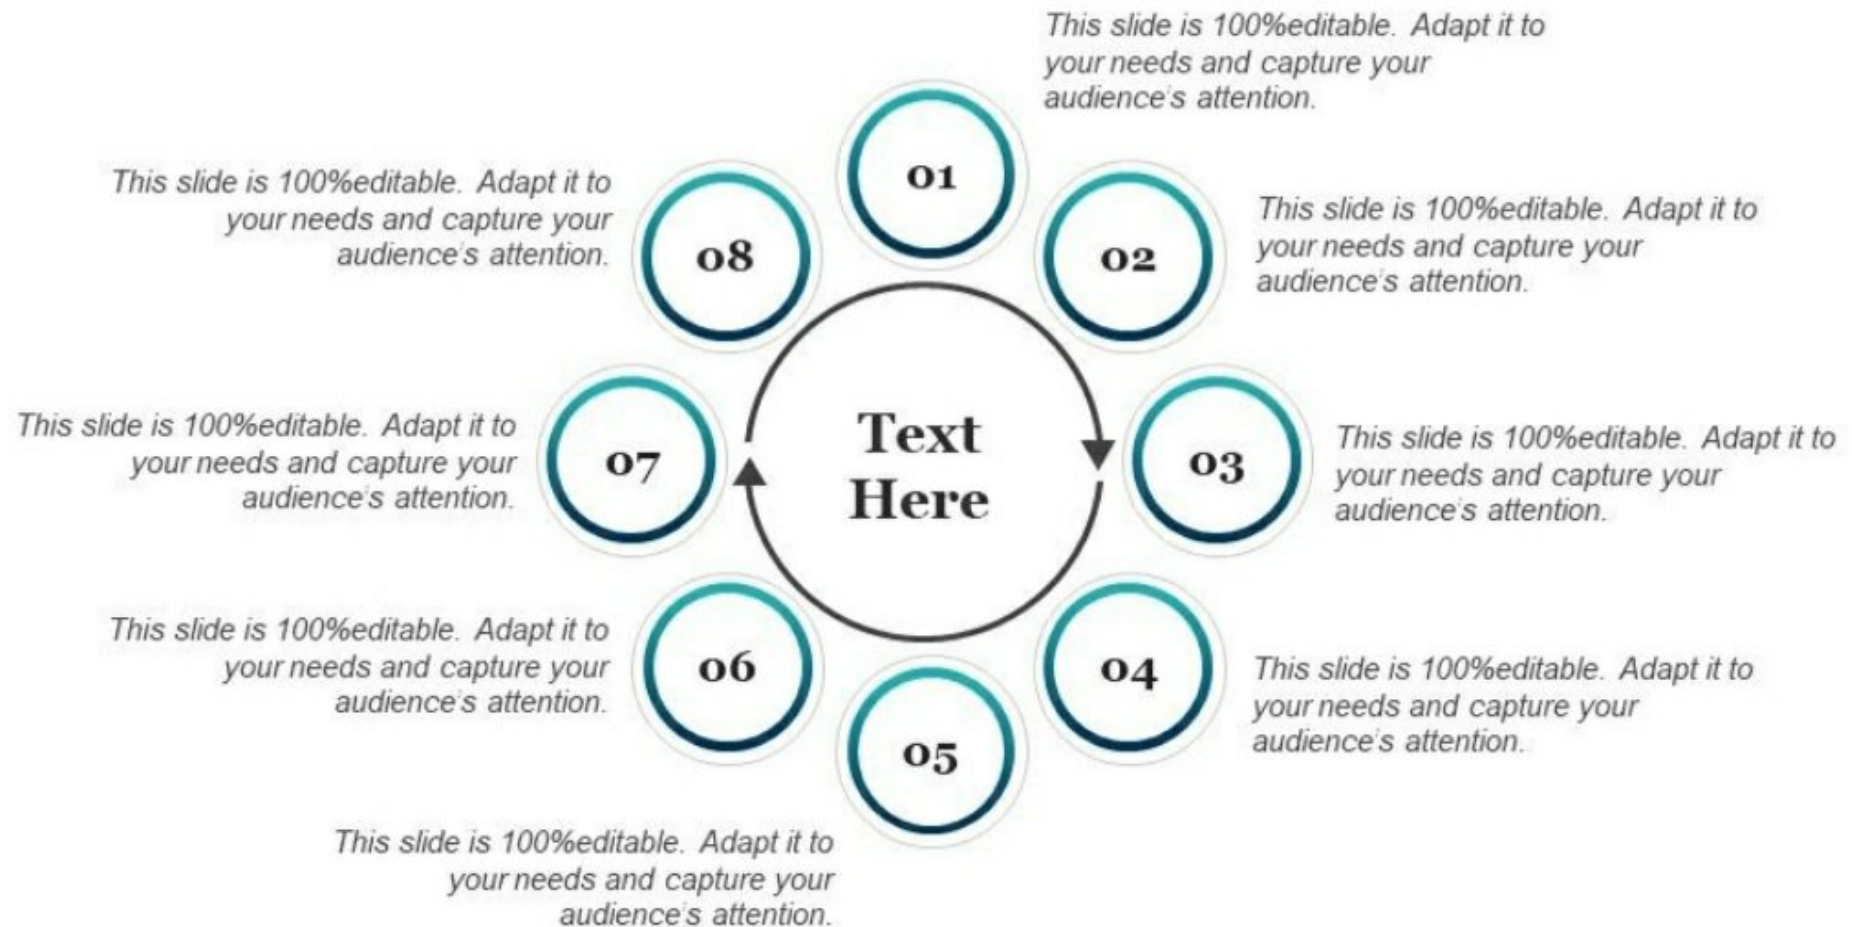 This slide is 100%editable. Adapt it to
your needs and capture your
audience's attention.
01
This slide is 100%editable. Adapt it to
your needs and capture your
audience's attention.
02
This slide is 100%editable. Adapt it to
your needs and capture your
audience's attention.
03
This slide is 100%editable. Adapt it to
your needs and capture your
audience's attention.
04
This slide is 100%editable. Adapt it to
your needs and capture your
audience's attention.
05
This slide is 100%editable. Adapt it to
your needs and capture your
audience's attention.
06
This slide is 100%editable. Adapt it to
your needs and capture your
audience's attention.
07
This slide is 100%editable. Adapt it to
your needs and capture your
audience's attention.
08
Text
Here